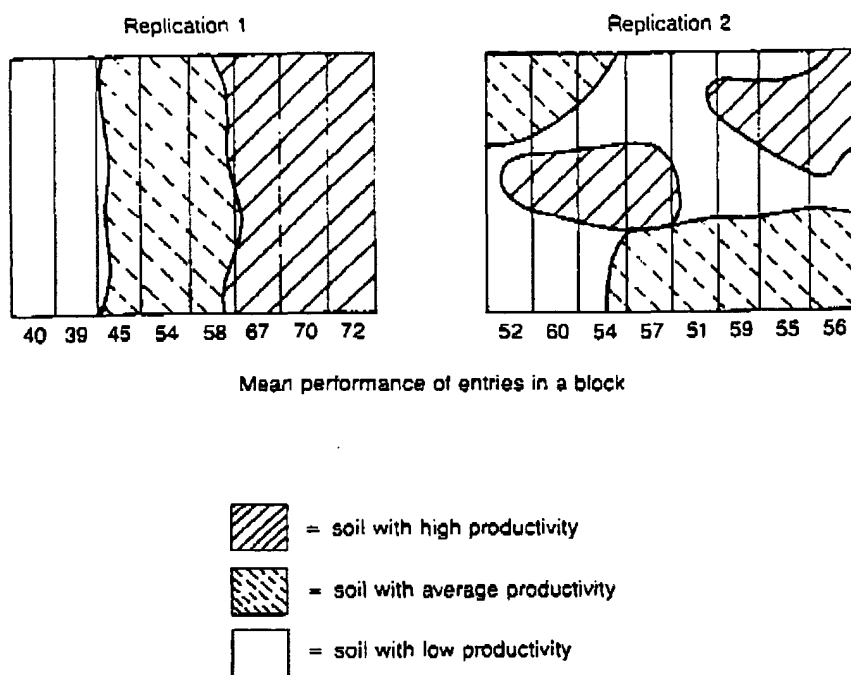 Replication 1
Replication 2
40 39 45 54 58 67 70 72
52 60 54 57 51 59 55 56
Mean performance of entries in a block
= soil with high productivity
= soil with average productivity
= soil with low productivity